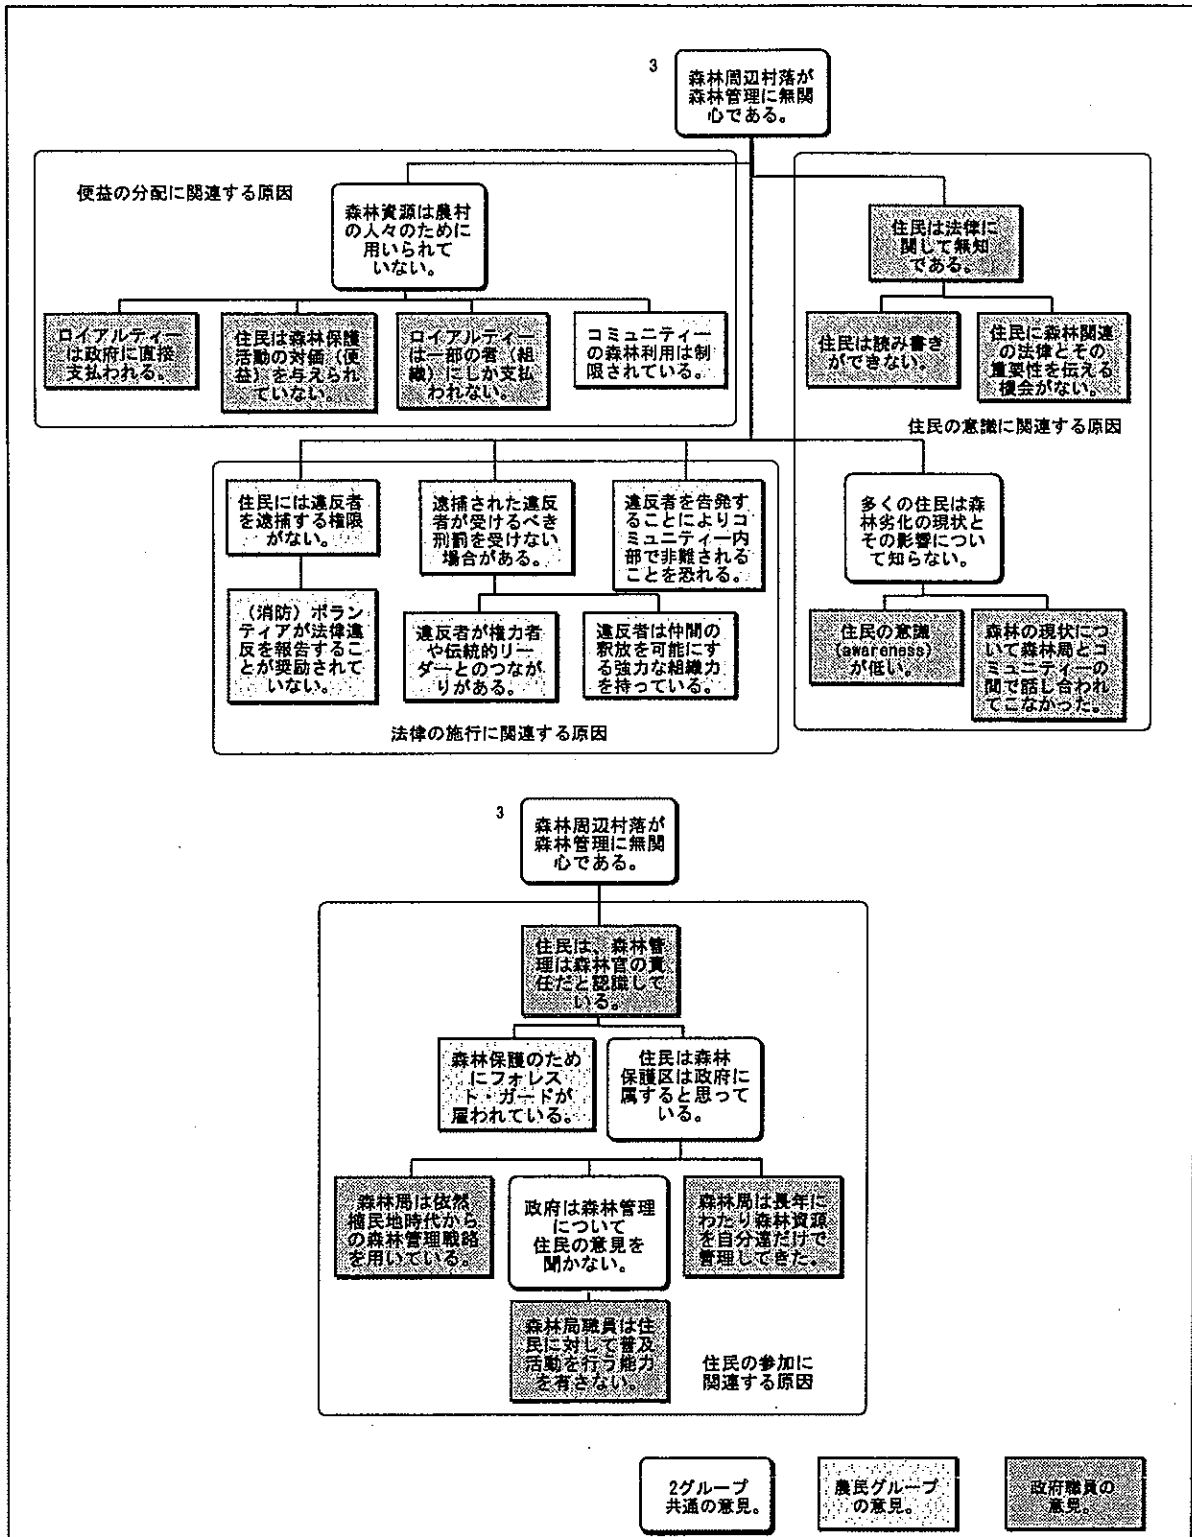 3
森林周辺村落が
森林管理に無関
心である。
便益の分配に関連する原因
森林資源は農村
の人々のために
用いられて
いない。
ロイアルティー
は政府に直接
支払われる。
住民は森林保護
活動の対価(便
益)を与えられ
ていない。
ロイアルティー
は一部の者(組
織)にしか支払
われない。
コミュニティー
の森林利用は制
限されている。
住民は法律に
関して無知
である。
住民は読み書き
ができない。
住民に森林関連
の法律とその
重要性を伝える
機会がない。
住民の意識に関連する原因
住民には違反者
を逮捕する権限
がない。
逮捕された違反
者が受けるべき
刑罰を受けない
場合がある。
違反者を告発す
ることによりコ
ミュニティー内
部で非難される
ことを恐れる。
多くの住民は森
林劣化の現状と
その影響につい
て知らない。
(消防)ボラン
ティアが法律違
反を報告するこ
とが奨励されて
いない。
違反者が権力者
や伝統的リー
ダーとのつなが
りがある。
違反者は仲間の
釈放を可能にす
る強力な組織力
を持っている。
住民の意識
(awareness)が
低い。
森林の現状につ
いて森林局とコ
ミュニティーの
間で話し合われ
てこなかった。
法律の施行に関連する原因
3
森林周辺村落が
森林管理に無関
心である。
住民は、森林管
理は森林官の責
任だと認識して
いる。
森林保護のため
にフォレス
ト・ガードが
雇われている。
住民は森林
保護区は政府に
属すると思って
いる。
森林局は依然
植民地時代から
の森林管理戦略
を用いている。
政府は森林管理
について
住民の意見を
聞かない。
森林局は長年に
わたり森林資源
を自分達だけで
管理してきた。
森林局職員は住
民に対して普及
活動を行う能力
を有さない。
住民の参加に
関連する原因
2グループ
共通の意見。
農民グループ
の意見。
政府職員の
意見。